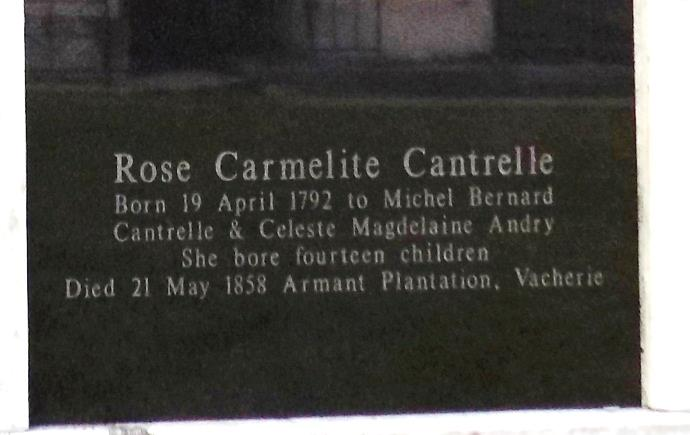 Rose Carmelite Cantrelle
Born 19 April 1792 to Michel Bernard
Cantrelle & Celeste Magdelaine Andry
She bore fourteen children
Died 21 May 1858 Armant Plantation, Vacherie